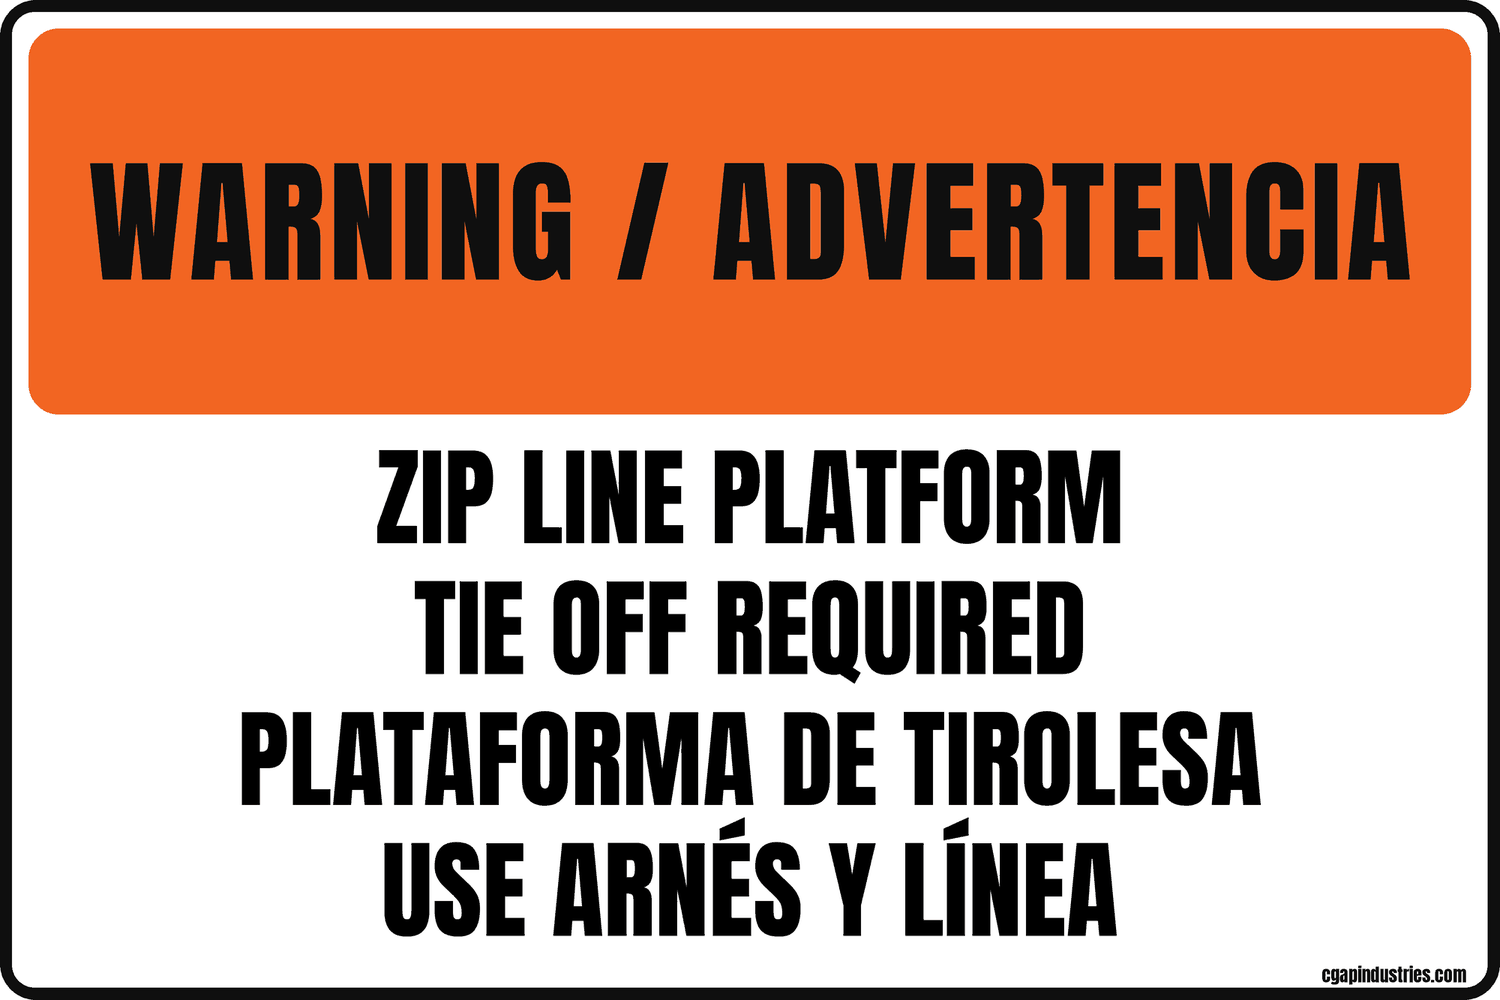 WARNING / ADVERTENCIA
ZIP LINE PLATFORM
TIE OFF REQUIRED
PLATAFORMA DE TIROLESA
USE ARNÉS Y LÍNEA
cgapindustries.com